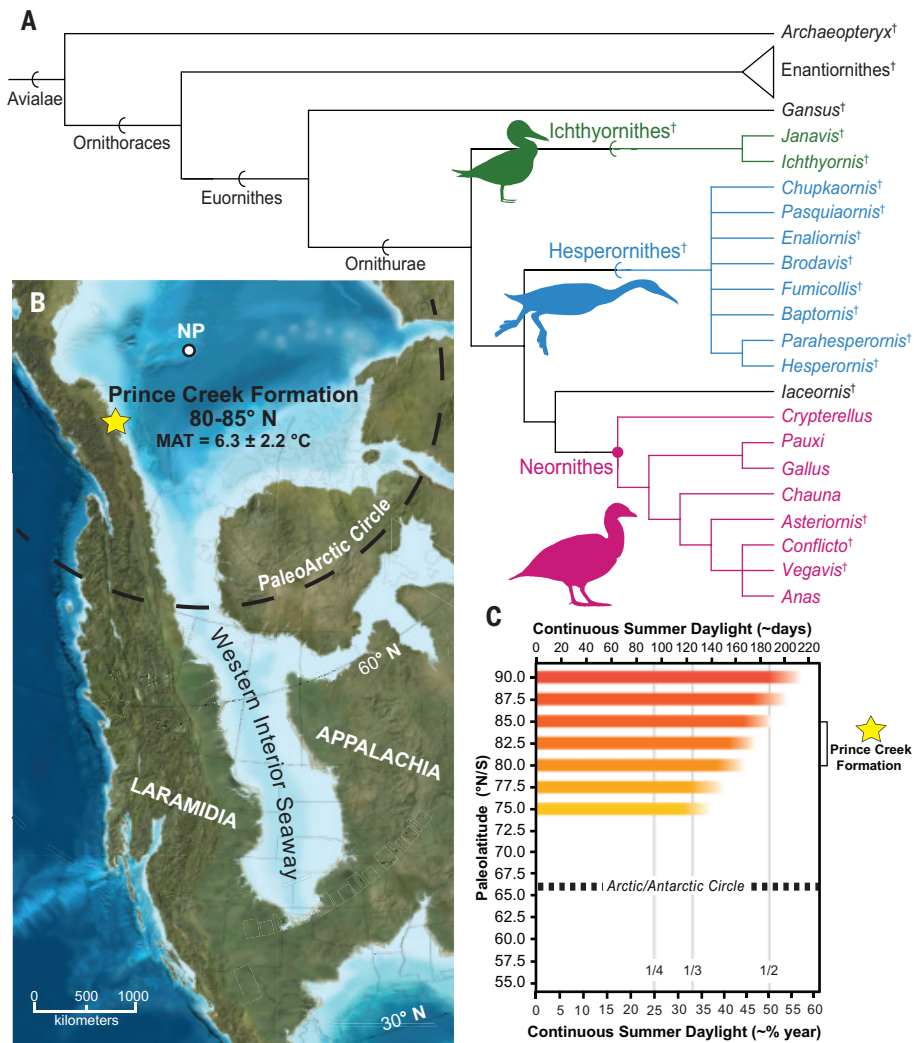 A
Archaeopteryx†
Avialae
Enantiornithes†
Ornithoraces
Gansus†
Euornithes
Ichthyornithes†
Janavis†
Ichthyornis†
Ornithurae
Hesperornithes†
Chupkaornis†
Pasquiaornis†
Enaliornis†
Brodavis†
Fumicollis†
Baptornis†
Parahesperornis†
Hesperornis†
Iaceornis†
Neornithes
Crypterellus
Pauxi
Gallus
Chauna
Asteriornis†
Conflicto†
Vegavis†
Anas
B
NP
Prince Creek Formation
80-85° N
MAT = 6.3 ± 2.2 °C
PaleoArctic Circle
60° N
Western Interior Seaway
APPALACHIA
LARAMIDIA
0 500 1000
kilometers
30° N
C
Continuous Summer Daylight (~days)
0 20 40 60 80 100 120 140 160 180 200 220
Paleolatitude (°N/S)
90.0
87.5
85.0
82.5
80.0
77.5
75.0
72.5
70.0
67.5
65.0
62.5
60.0
57.5
55.0
Prince Creek
Formation
Arctic/Antarctic Circle
1/4 1/3 1/2
0 5 10 15 20 25 30 35 40 45 50 55 60
Continuous Summer Daylight (~% year)